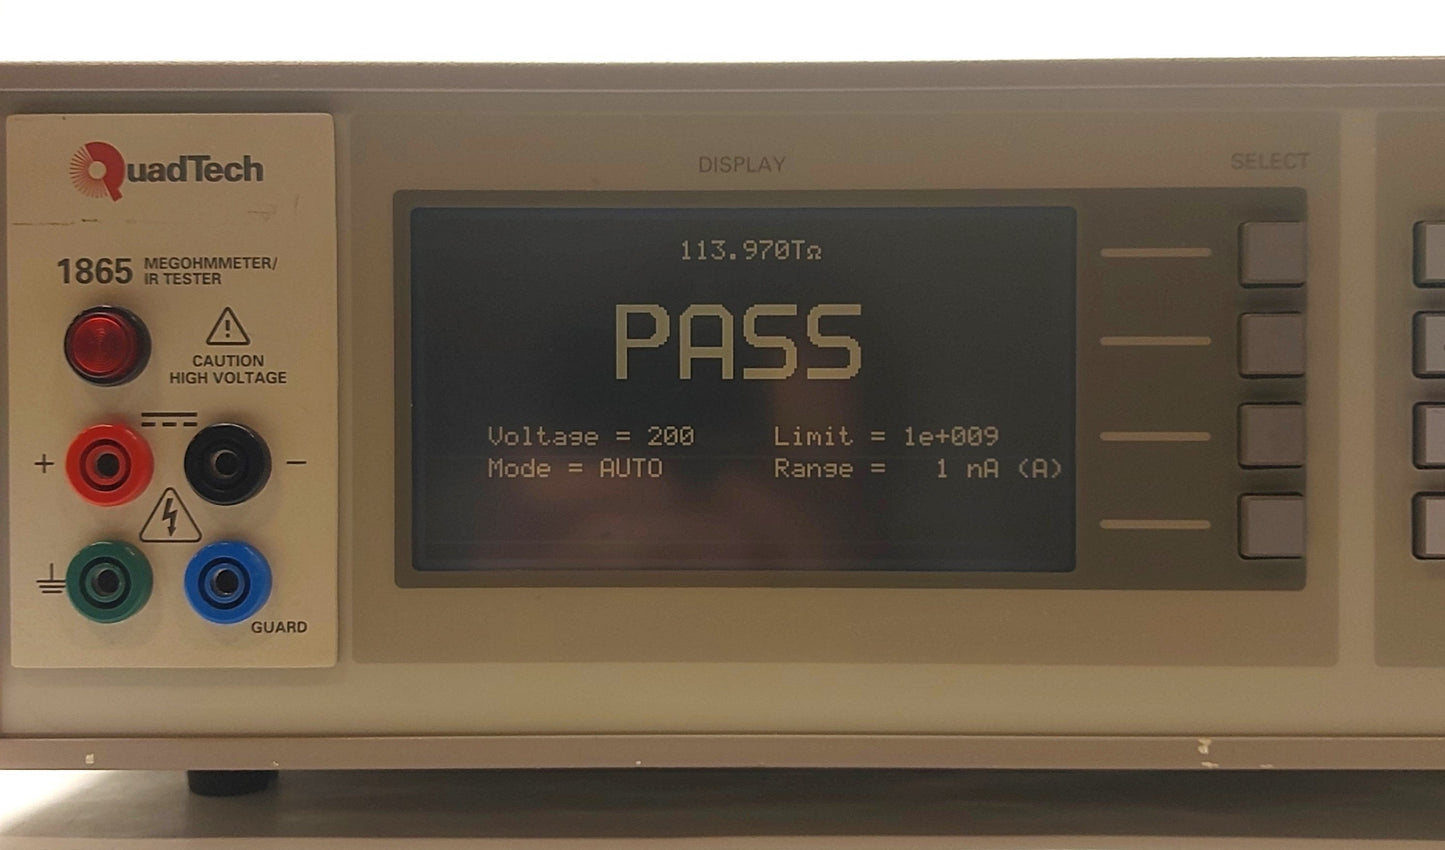 QuadTech
1865 MEGOHMMETER/
IR TESTER
CAUTION
HIGH VOLTAGE
+
−
GUARD
DISPLAY
SELECT
113.970TΩ
PASS
Voltage = 200 Limit = 1e+009
Mode = AUTO Range = 1 nA (A)